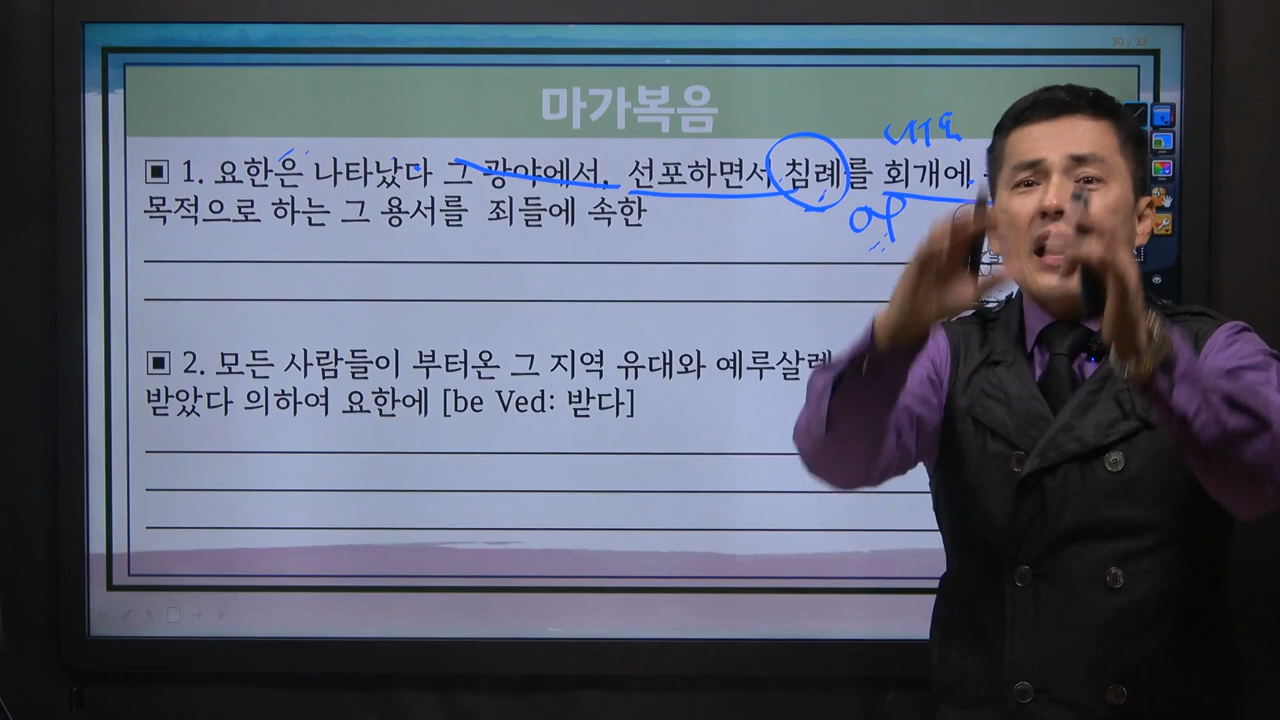 30 / 33
마가복음
▣ 1. 요한은 나타났다 그 광야에서, 선포하면서 침례를 회개에
목적으로 하는 그 용서를 죄들에 속한
▣ 2. 모든 사람들이 부터온 그 지역 유대와 예루살렘
받았다 의하여 요한에 [be Ved: 받다]